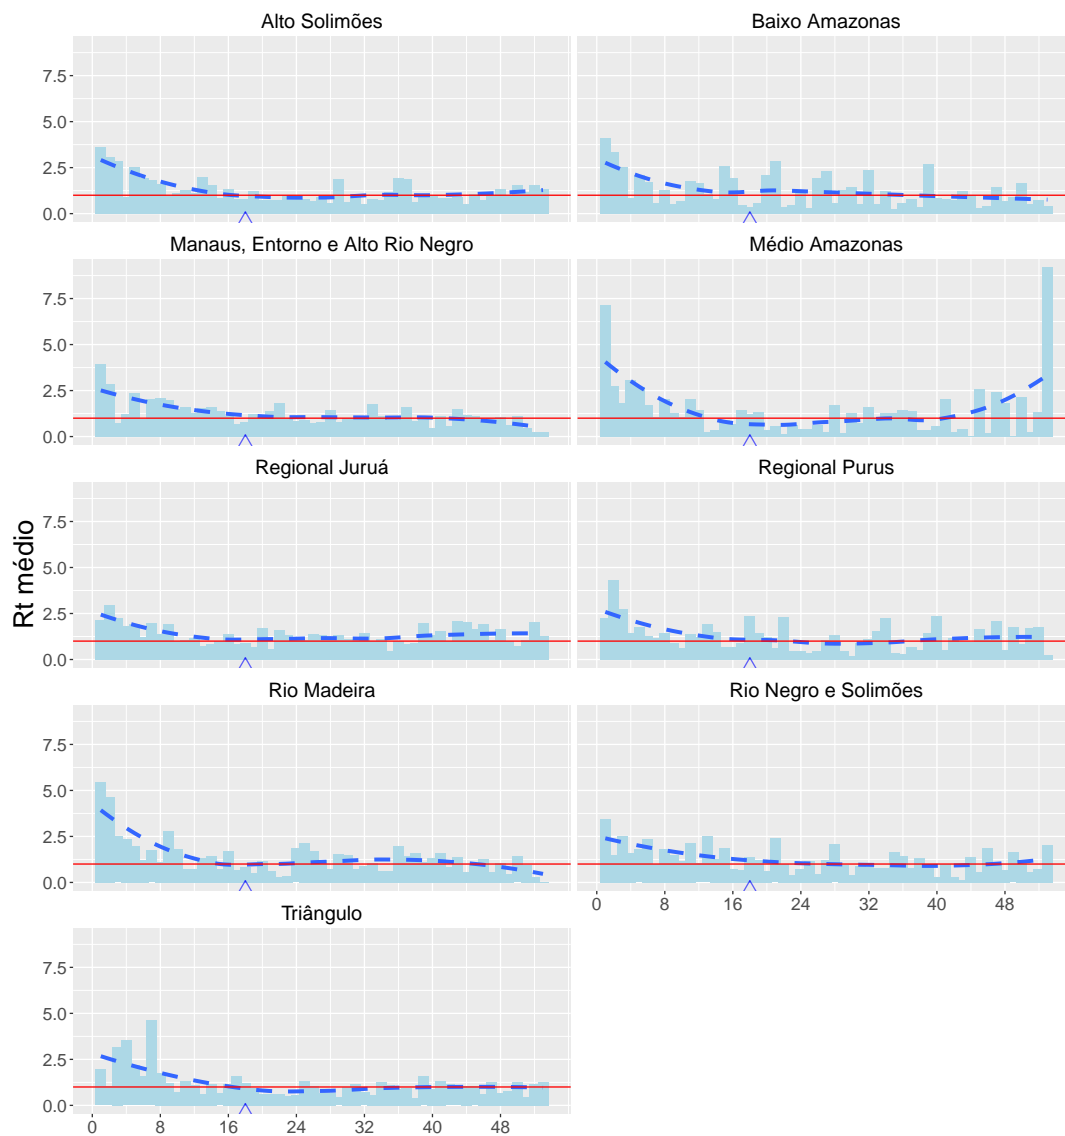 Alto Solimões
Baixo Amazonas
7.5
5.0
2.5
0.0
Manaus, Entorno e Alto Rio Negro
Médio Amazonas
7.5
5.0
2.5
0.0
Regional Juruá
Regional Purus
7.5
5.0
2.5
0.0
Rt médio
Rio Madeira
Rio Negro e Solimões
7.5
5.0
2.5
0.0
0 8 16 24 32 40 48
Triângulo
7.5
5.0
2.5
0.0
0 8 16 24 32 40 48